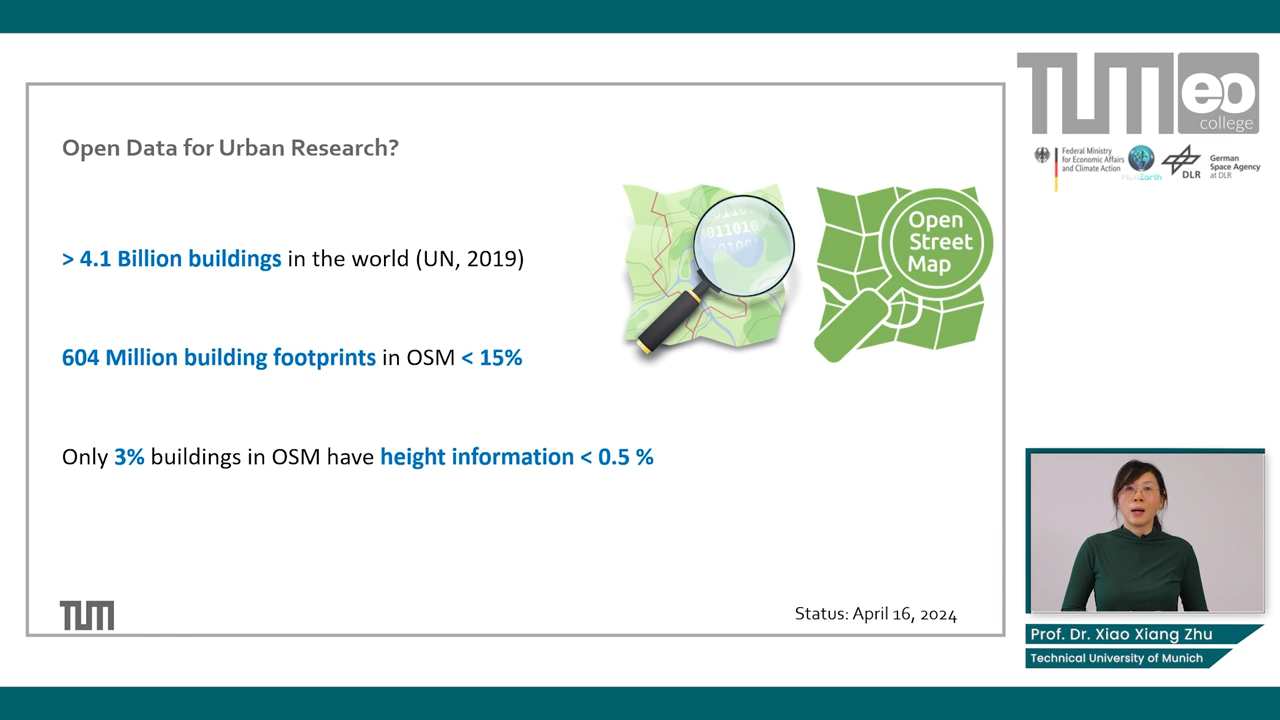 Open Data for Urban Research?
> 4.1 Billion buildings in the world (UN, 2019)
604 Million building footprints in OSM < 15%
Only 3% buildings in OSM have height information < 0.5 %
Open
Street
Map
TUM
Status: April 16, 2024
TUM
eo
college
Federal Ministry
for Economic Affairs
and Climate Action
DLR
German
Space Agency
at DLR
Prof. Dr. Xiao Xiang Zhu
Technical University of Munich